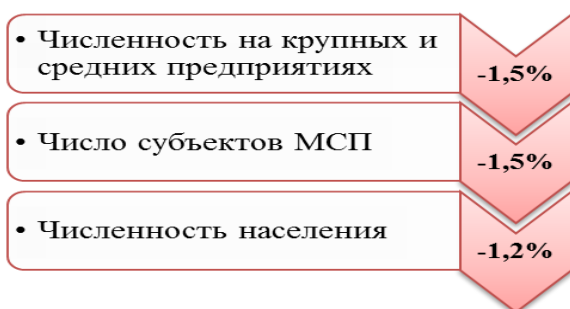 • Численность на крупных и
средних предприятиях
-1,5%
• Число субъектов МСП
-1,5%
• Численность населения
-1,2%